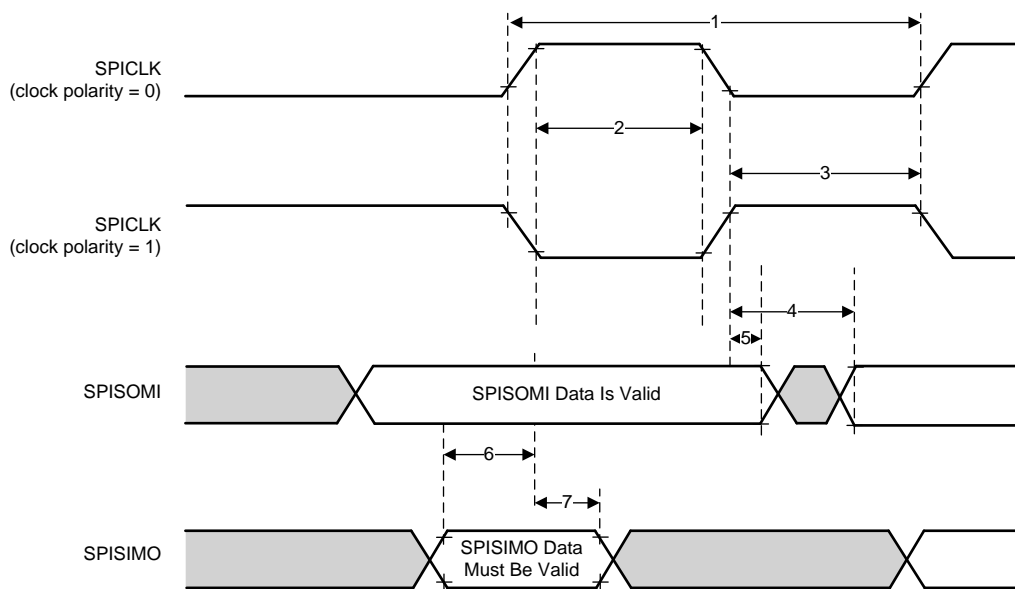 1
SPICLK
(clock polarity = 0)
2
3
SPICLK
(clock polarity = 1)
4
5
SPISOMI
SPISOMI Data Is Valid
6
7
SPISIMO
SPISIMO Data
Must Be Valid